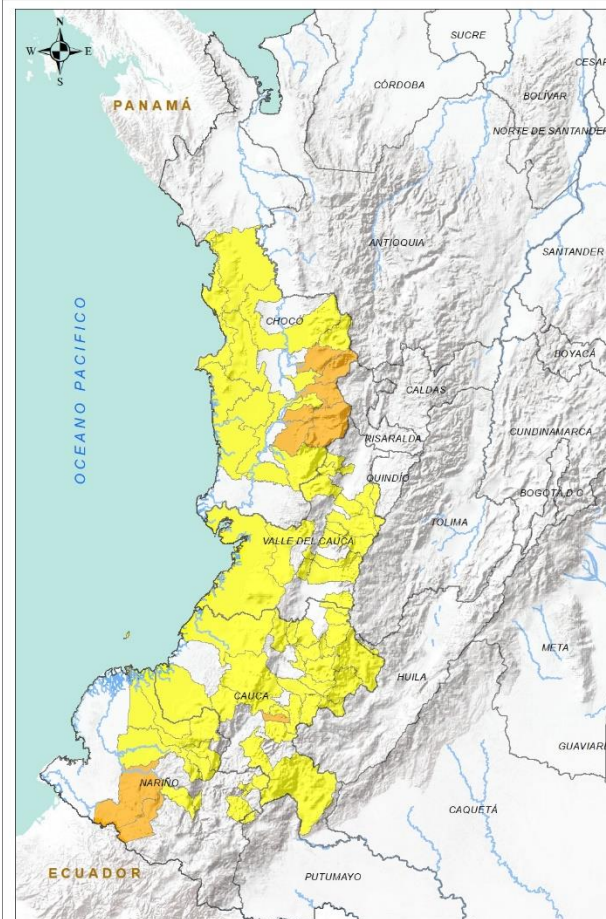 N
W E
S
PANAMÁ
SUCRE
CESAR
CÓRDOBA
BOLÍVAR
NORTE DE SANTANDER
ANTIOQUIA
SANTANDER
OCEANO PACIFICO
CHOCÓ
BOYACÁ
CALDAS
CUNDINAMARCA
RISARALDA
QUINDÍO
BOGOTÁ D.C
TOLIMA
VALLE DEL CAUCA
META
HUILA
CAUCA
GUAVIARE
NARIÑO
CAQUETÁ
ECUADOR
PUTUMAYO